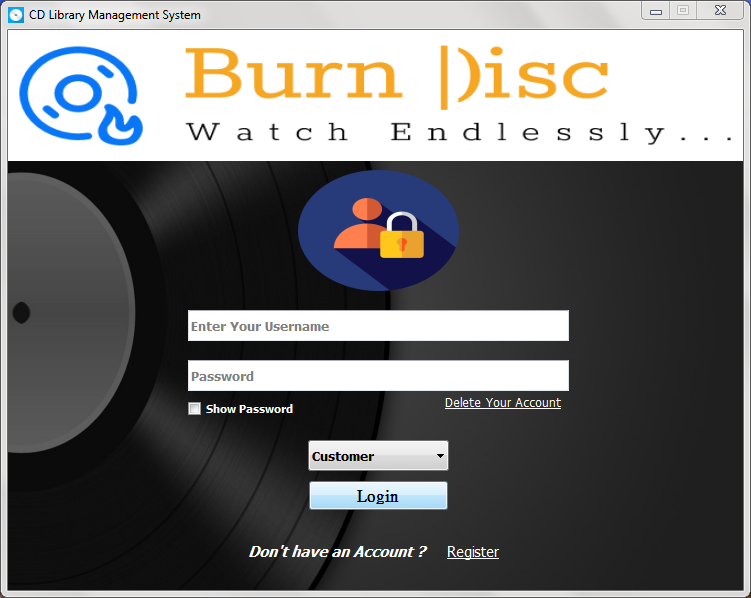 CD Library Management System
Burn |)isc
Watch Endlessly...
Enter Your Username
Password
Show Password
Delete Your Account
Customer
Login
Don't have an Account ? Register